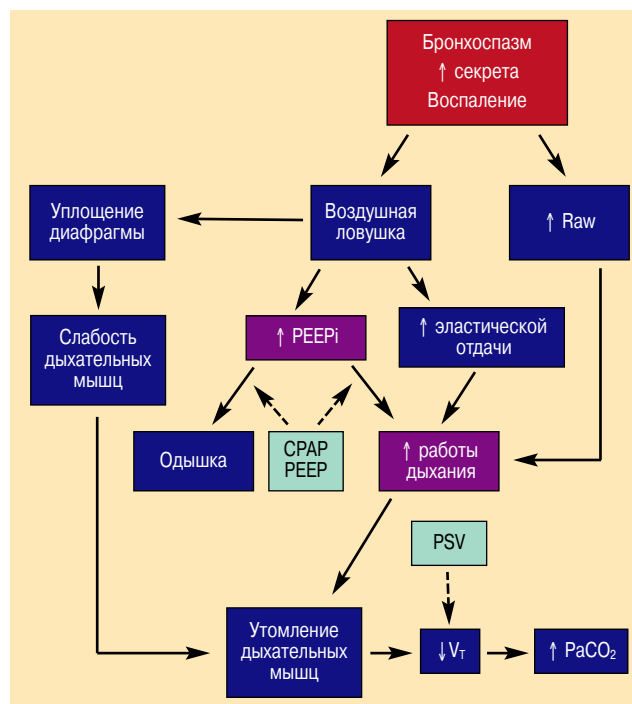 Бронхоспазм
↑ секрета
Воспаление
Уплощение
диафрагмы
Воздушная
ловушка
↑ Raw
Слабость
дыхательных
мышц
↑ PEEPi
↑ эластической
отдачи
Одышка
CPAP
PEEP
↑ работы
дыхания
PSV
Утомление
дыхательных
мышц
↓ V_T
↑ PaCO₂